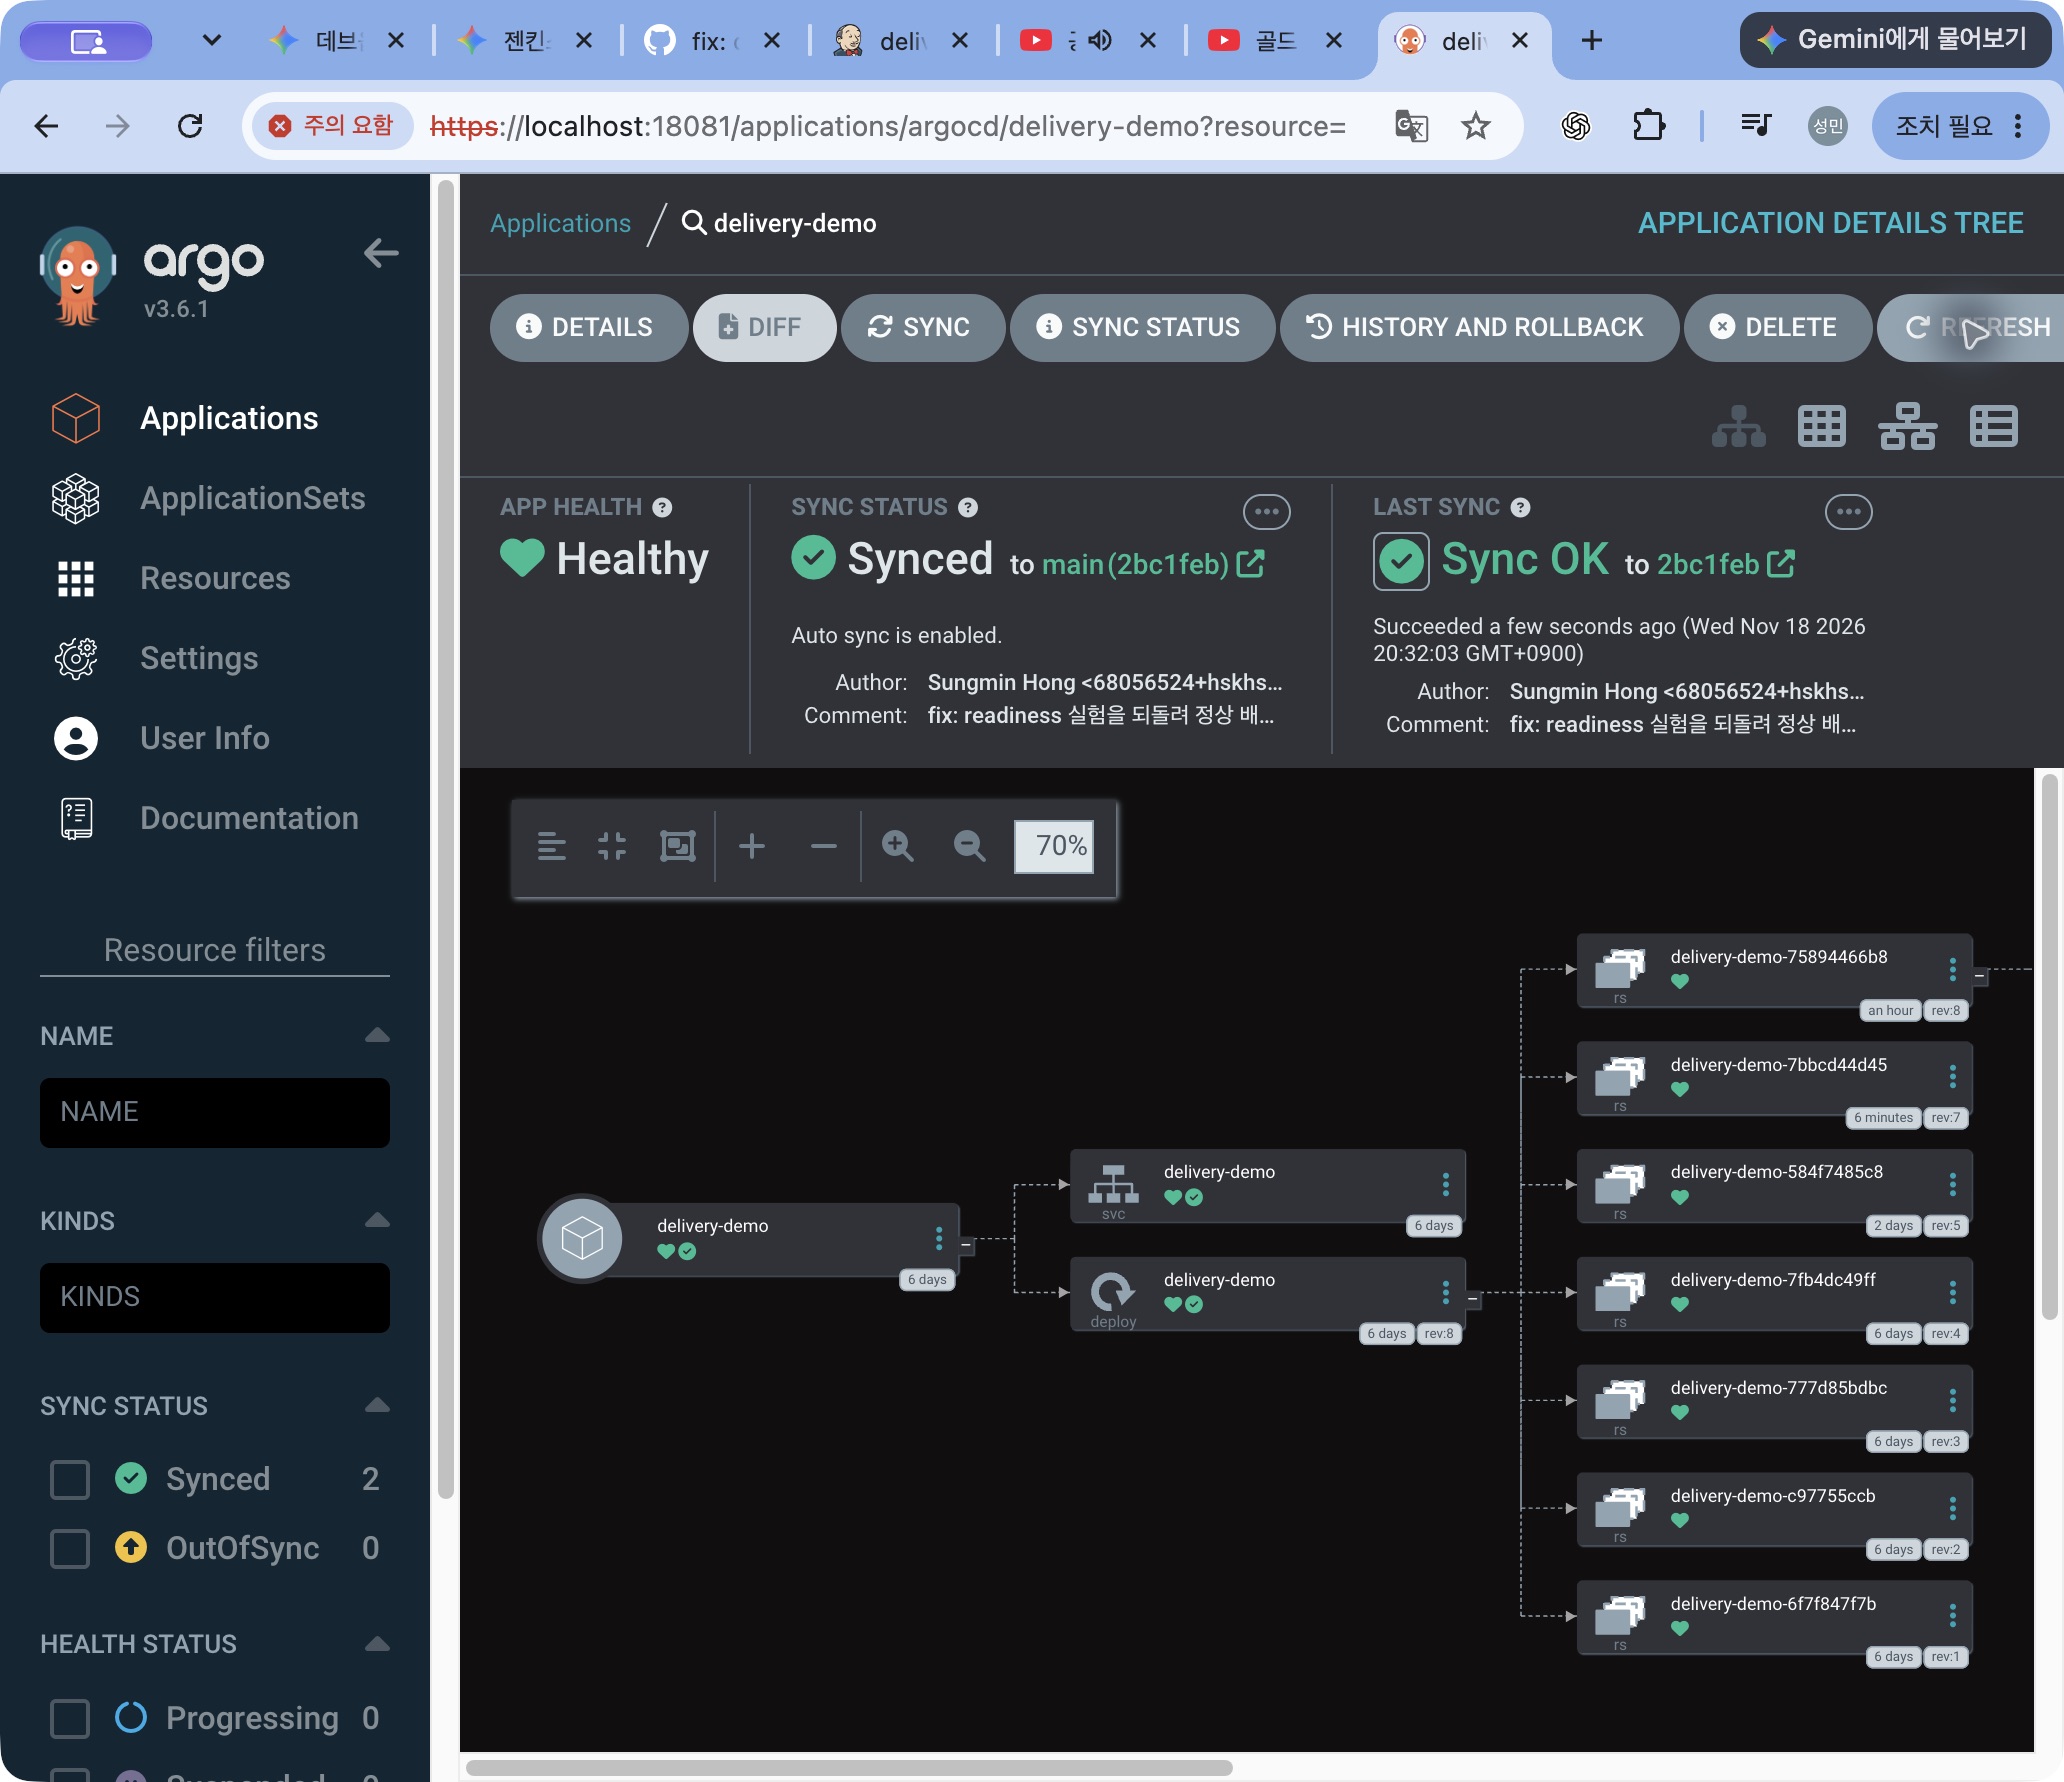 데브
젠킨
fix:
deli
골드
deli
Gemini에게 물어보기
주의 요함
https://localhost:18081/applications/argocd/delivery-demo?resource=
성민
조치 필요
argo
v3.6.1
Applications
ApplicationSets
Resources
Settings
User Info
Documentation
Resource filters
NAME
NAME
KINDS
KINDS
SYNC STATUS
Synced 2
OutOfSync 0
HEALTH STATUS
Progressing 0
Suspended 0
Applications / delivery-demo
APPLICATION DETAILS TREE
DETAILS
DIFF
SYNC
SYNC STATUS
HISTORY AND ROLLBACK
DELETE
REFRESH
APP HEALTH
Healthy
SYNC STATUS
Synced to main (2bc1feb)
Auto sync is enabled.
Author: Sungmin Hong <68056524+hskhs...
Comment: fix: readiness 실험을 되돌려 정상 배...
LAST SYNC
Sync OK to 2bc1feb
Succeeded a few seconds ago (Wed Nov 18 2026
20:32:03 GMT+0900)
Author: Sungmin Hong <68056524+hskhs...
Comment: fix: readiness 실험을 되돌려 정상 배...
70%
delivery-demo
6 days
delivery-demo
svc
6 days
delivery-demo
deploy
6 days rev:8
delivery-demo-75894466b8
rs
an hour rev:8
delivery-demo-7bbcd44d45
rs
6 minutes rev:7
delivery-demo-584f7485c8
rs
2 days rev:5
delivery-demo-7fb4dc49ff
rs
6 days rev:4
delivery-demo-777d85bdbc
rs
6 days rev:3
delivery-demo-c97755ccb
rs
6 days rev:2
delivery-demo-6f7f847f7b
rs
6 days rev:1